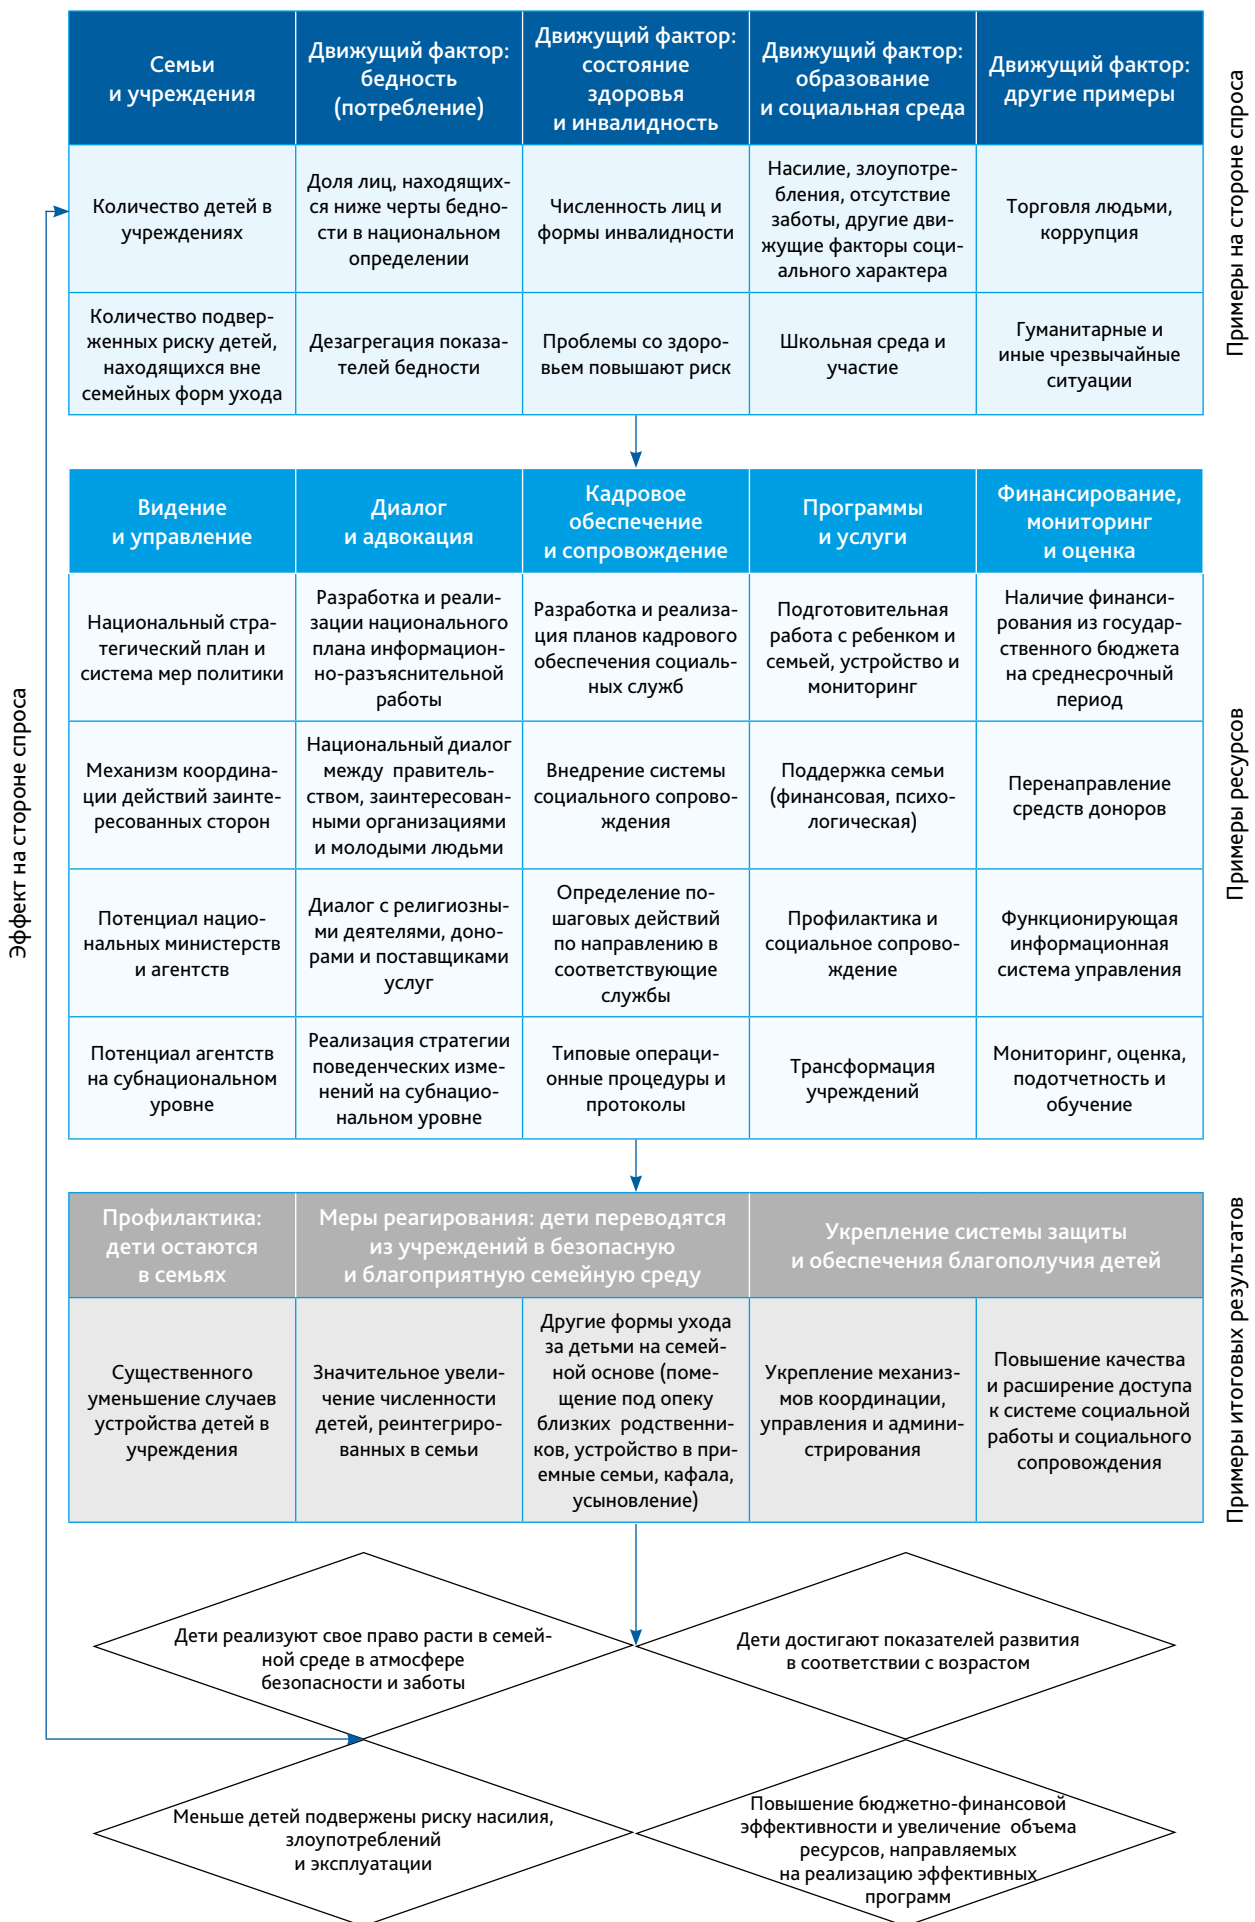 Семьи
и учреждения
Движущий фактор:
бедность
(потребление)
Движущий фактор:
состояние
здоровья
и инвалидность
Движущий фактор:
образование
и социальная среда
Движущий фактор:
другие примеры
Количество детей в
учреждениях
Доля лиц, находящих-
ся ниже черты бедно-
сти в национальном
определении
Численность лиц и
формы инвалидности
Насилие, злоупотре-
бления, отсутствие
заботы, другие дви-
жущие факторы соци-
ального характера
Торговля людьми,
коррупция
Количество подвер-
женных риску детей,
находящихся вне
семейных форм ухода
Дезагрегация показа-
телей бедности
Проблемы со здоро-
вьем повышают риск
Школьная среда и
участие
Гуманитарные и
иные чрезвычайные
ситуации
Примеры на стороне спроса
Видение
и управление
Диалог
и адвокация
Кадровое
обеспечение
и сопровождение
Программы
и услуги
Финансирование,
мониторинг
и оценка
Национальный стра-
тегический план и
система мер политики
Разработка и реали-
зации национального
плана информацион-
но-разъяснительной
работы
Разработка и реализа-
ция планов кадрового
обеспечения социаль-
ных служб
Подготовительная
работа с ребенком и
семьей, устройство и
мониторинг
Наличие финанси-
рования из государ-
ственного бюджета
на среднесрочный
период
Механизм координа-
ции действий заинте-
ресованных сторон
Национальный диалог
между правитель-
ством, заинтересован-
ными организациями
и молодыми людьми
Внедрение системы
социального сопрово-
ждения
Поддержка семьи
(финансовая, психо-
логическая)
Перенаправление
средств доноров
Потенциал нацио-
нальных министерств
и агентств
Диалог с религиозны-
ми деятелями, доно-
рами и поставщиками
услуг
Определение по-
шаговых действий
по направлению в
соответствующие
службы
Профилактика и
социальное сопрово-
ждение
Функционирующая
информационная
система управления
Потенциал агентств
на субнациональном
уровне
Реализация стратегии
поведенческих изме-
нений на субнацио-
нальном уровне
Типовые операци-
онные процедуры и
протоколы
Трансформация
учреждений
Мониторинг, оценка,
подотчетность и
обучение
Примеры ресурсов
Эффект на стороне спроса
Профилактика:
дети остаются
в семьях
Меры реагирования: дети переводятся
из учреждений в безопасную
и благоприятную семейную среду
Укрепление системы защиты
и обеспечения благополучия детей
Существенного
уменьшение случаев
устройства детей в
учреждения
Значительное увели-
чение численности
детей, реинтегриро-
ванных в семьи
Другие формы ухода
за детьми на семей-
ной основе (поме-
щение под опеку
близких родственни-
ков, устройство в при-
емные семьи, кафала,
усыновление)
Укрепление механиз-
мов координации,
управления и админи-
стрирования
Повышение качества
и расширение доступа
к системе социальной
работы и социального
сопровождения
Примеры итоговых результатов
Дети реализуют свое право расти в семей-
ной среде в атмосфере
безопасности и заботы
Дети достигают показателей развития
в соответствии с возрастом
Меньше детей подвержены риску насилия,
злоупотреблений
и эксплуатации
Повышение бюджетно-финансовой
эффективности и увеличение объема
ресурсов, направляемых
на реализацию эффективных
программ